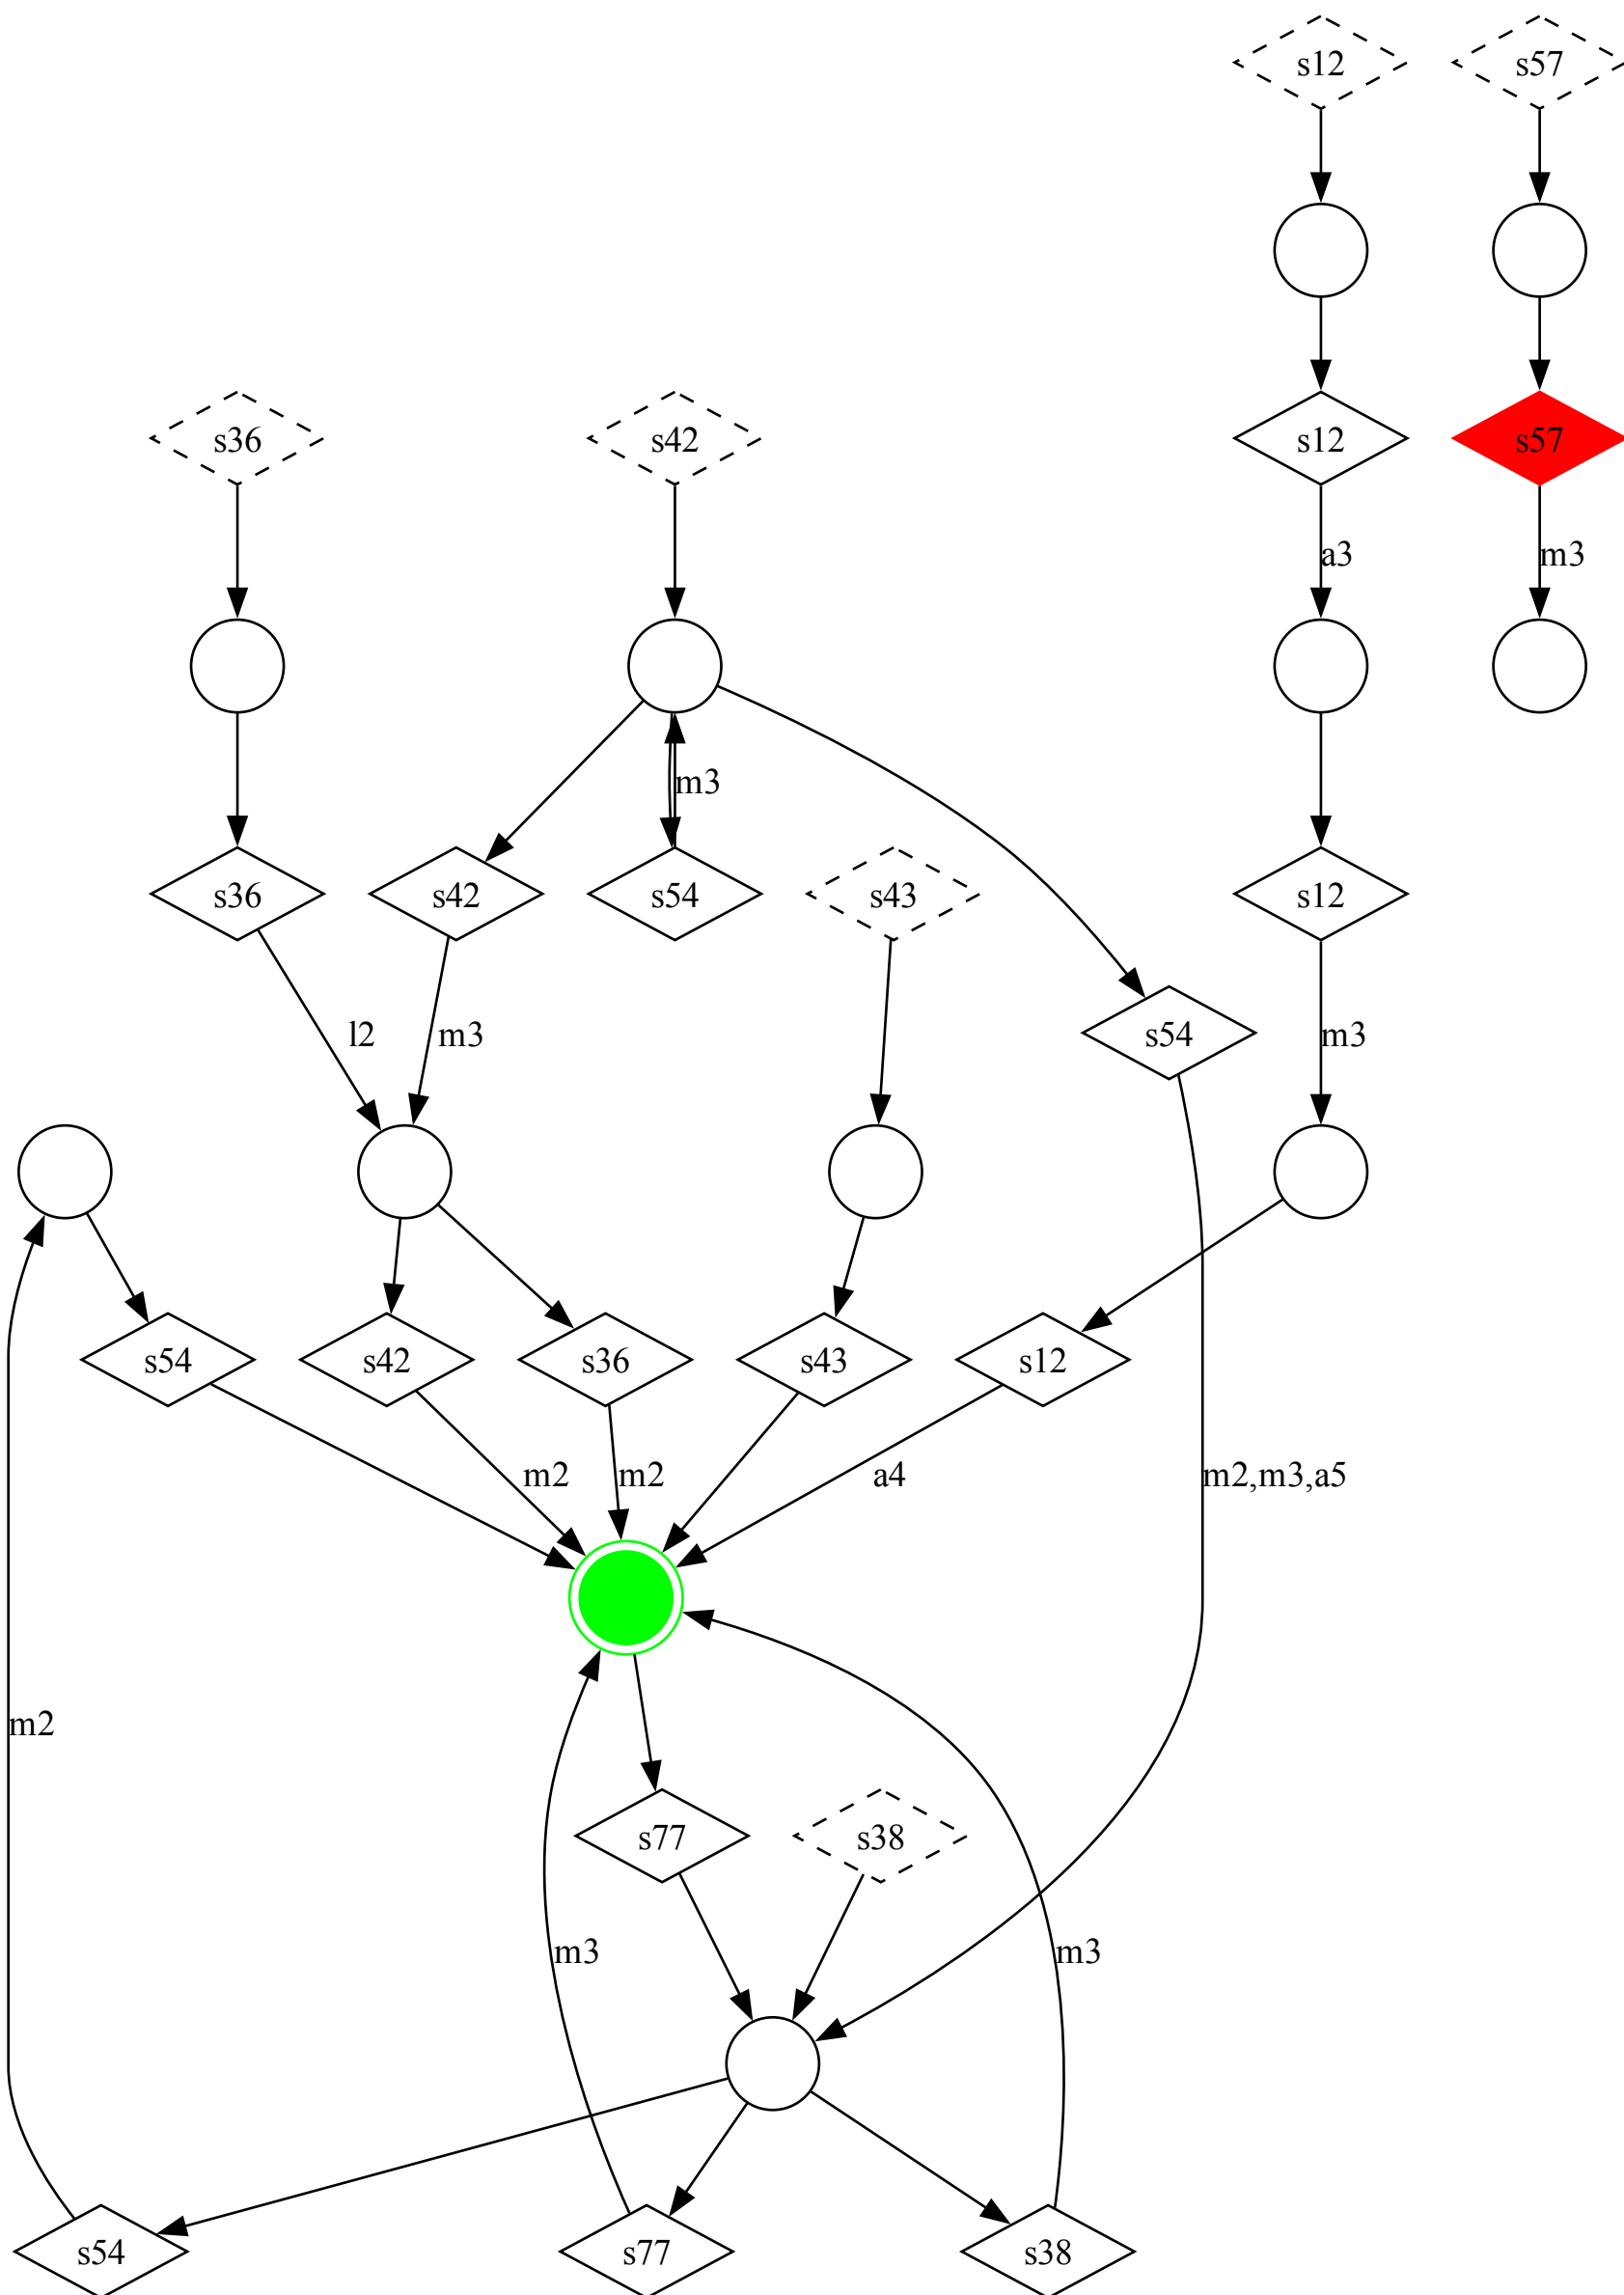 s12 s57
s36 s42 s12 s57
a3 m3
m3
s36 s42 s54 s43 s12
l2 m3 s54 m3
s54 s42 s36 s43 s12
m2 m2 a4 m2,m3,a5
m2
s77 s38
m3 m3
s54 s77 s38